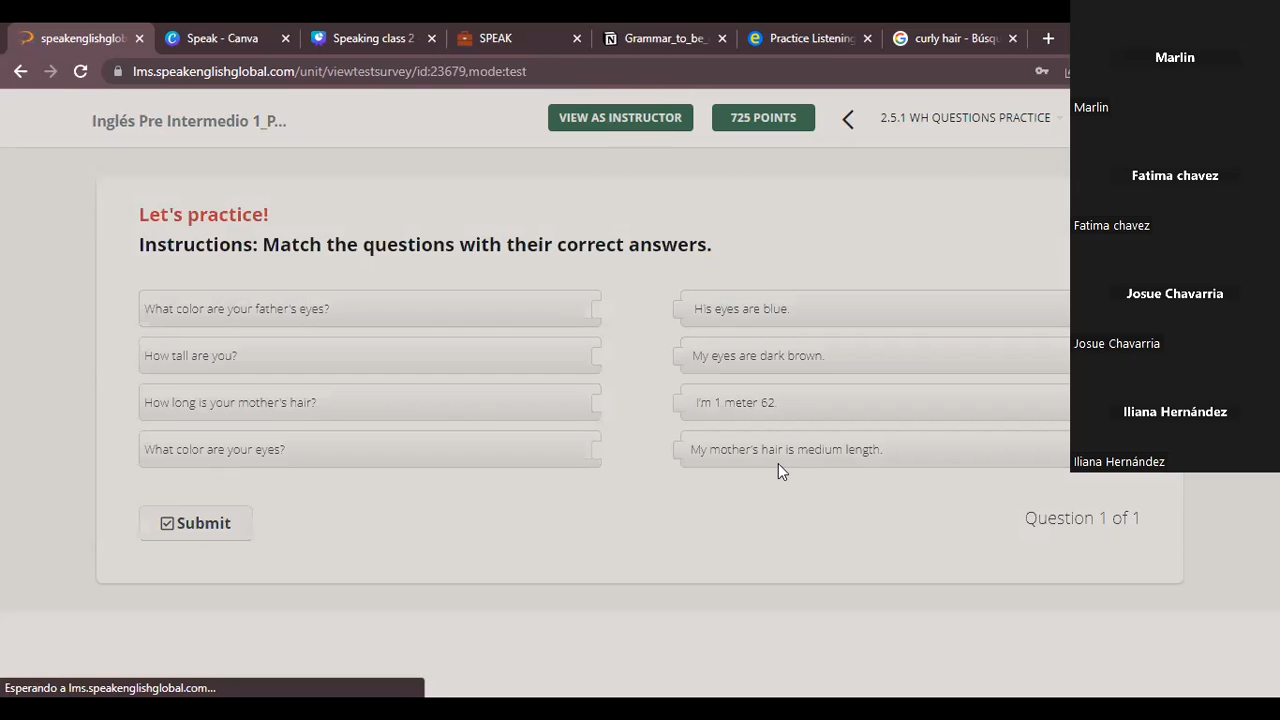 speakenglishglob
Speak - Canva
Speaking class 2
SPEAK
Grammar_to_be_
Practice Listening
curly hair - Búsqu
lms.speakenglishglobal.com/unit/viewtestsurvey/id:23679,mode:test
Inglés Pre Intermedio 1_P...
VIEW AS INSTRUCTOR
725 POINTS
2.5.1 WH QUESTIONS PRACTICE
Let's practice!
Instructions: Match the questions with their correct answers.
What color are your father's eyes?
His eyes are blue.
How tall are you?
My eyes are dark brown.
How long is your mother's hair?
I'm 1 meter 62.
What color are your eyes?
My mother's hair is medium length.
Submit
Question 1 of 1
Esperando a lms.speakenglishglobal.com...
Marlin
Marlin
Fatima chavez
Fatima chavez
Josue Chavarria
Josue Chavarria
Iliana Hernández
Iliana Hernández